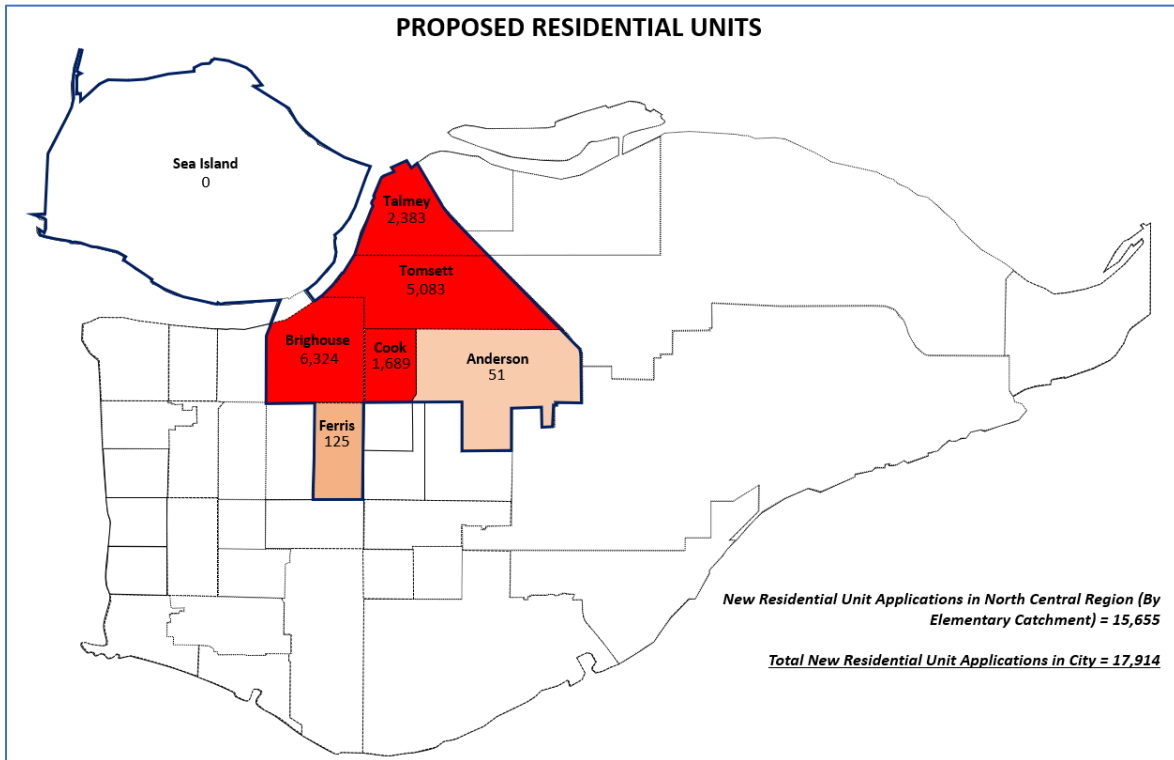 PROPOSED RESIDENTIAL UNITS
Sea Island
0
Talmey
2,383
Tomsett
5,083
Brighouse
6,324
Cook
1,689
Anderson
51
Ferris
125
New Residential Unit Applications in North Central Region (By
Elementary Catchment) = 15,655
Total New Residential Unit Applications in City = 17,914